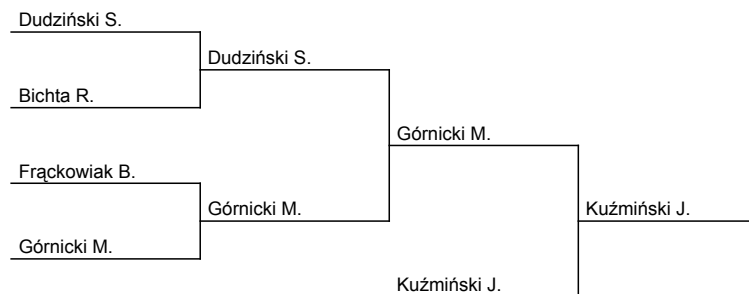 Dudziński S.
Dudziński S.
Bichta R.
Górnicki M.
Frąckowiak B.
Górnicki M.
Kuźmiński J.
Górnicki M.
Kuźmiński J.